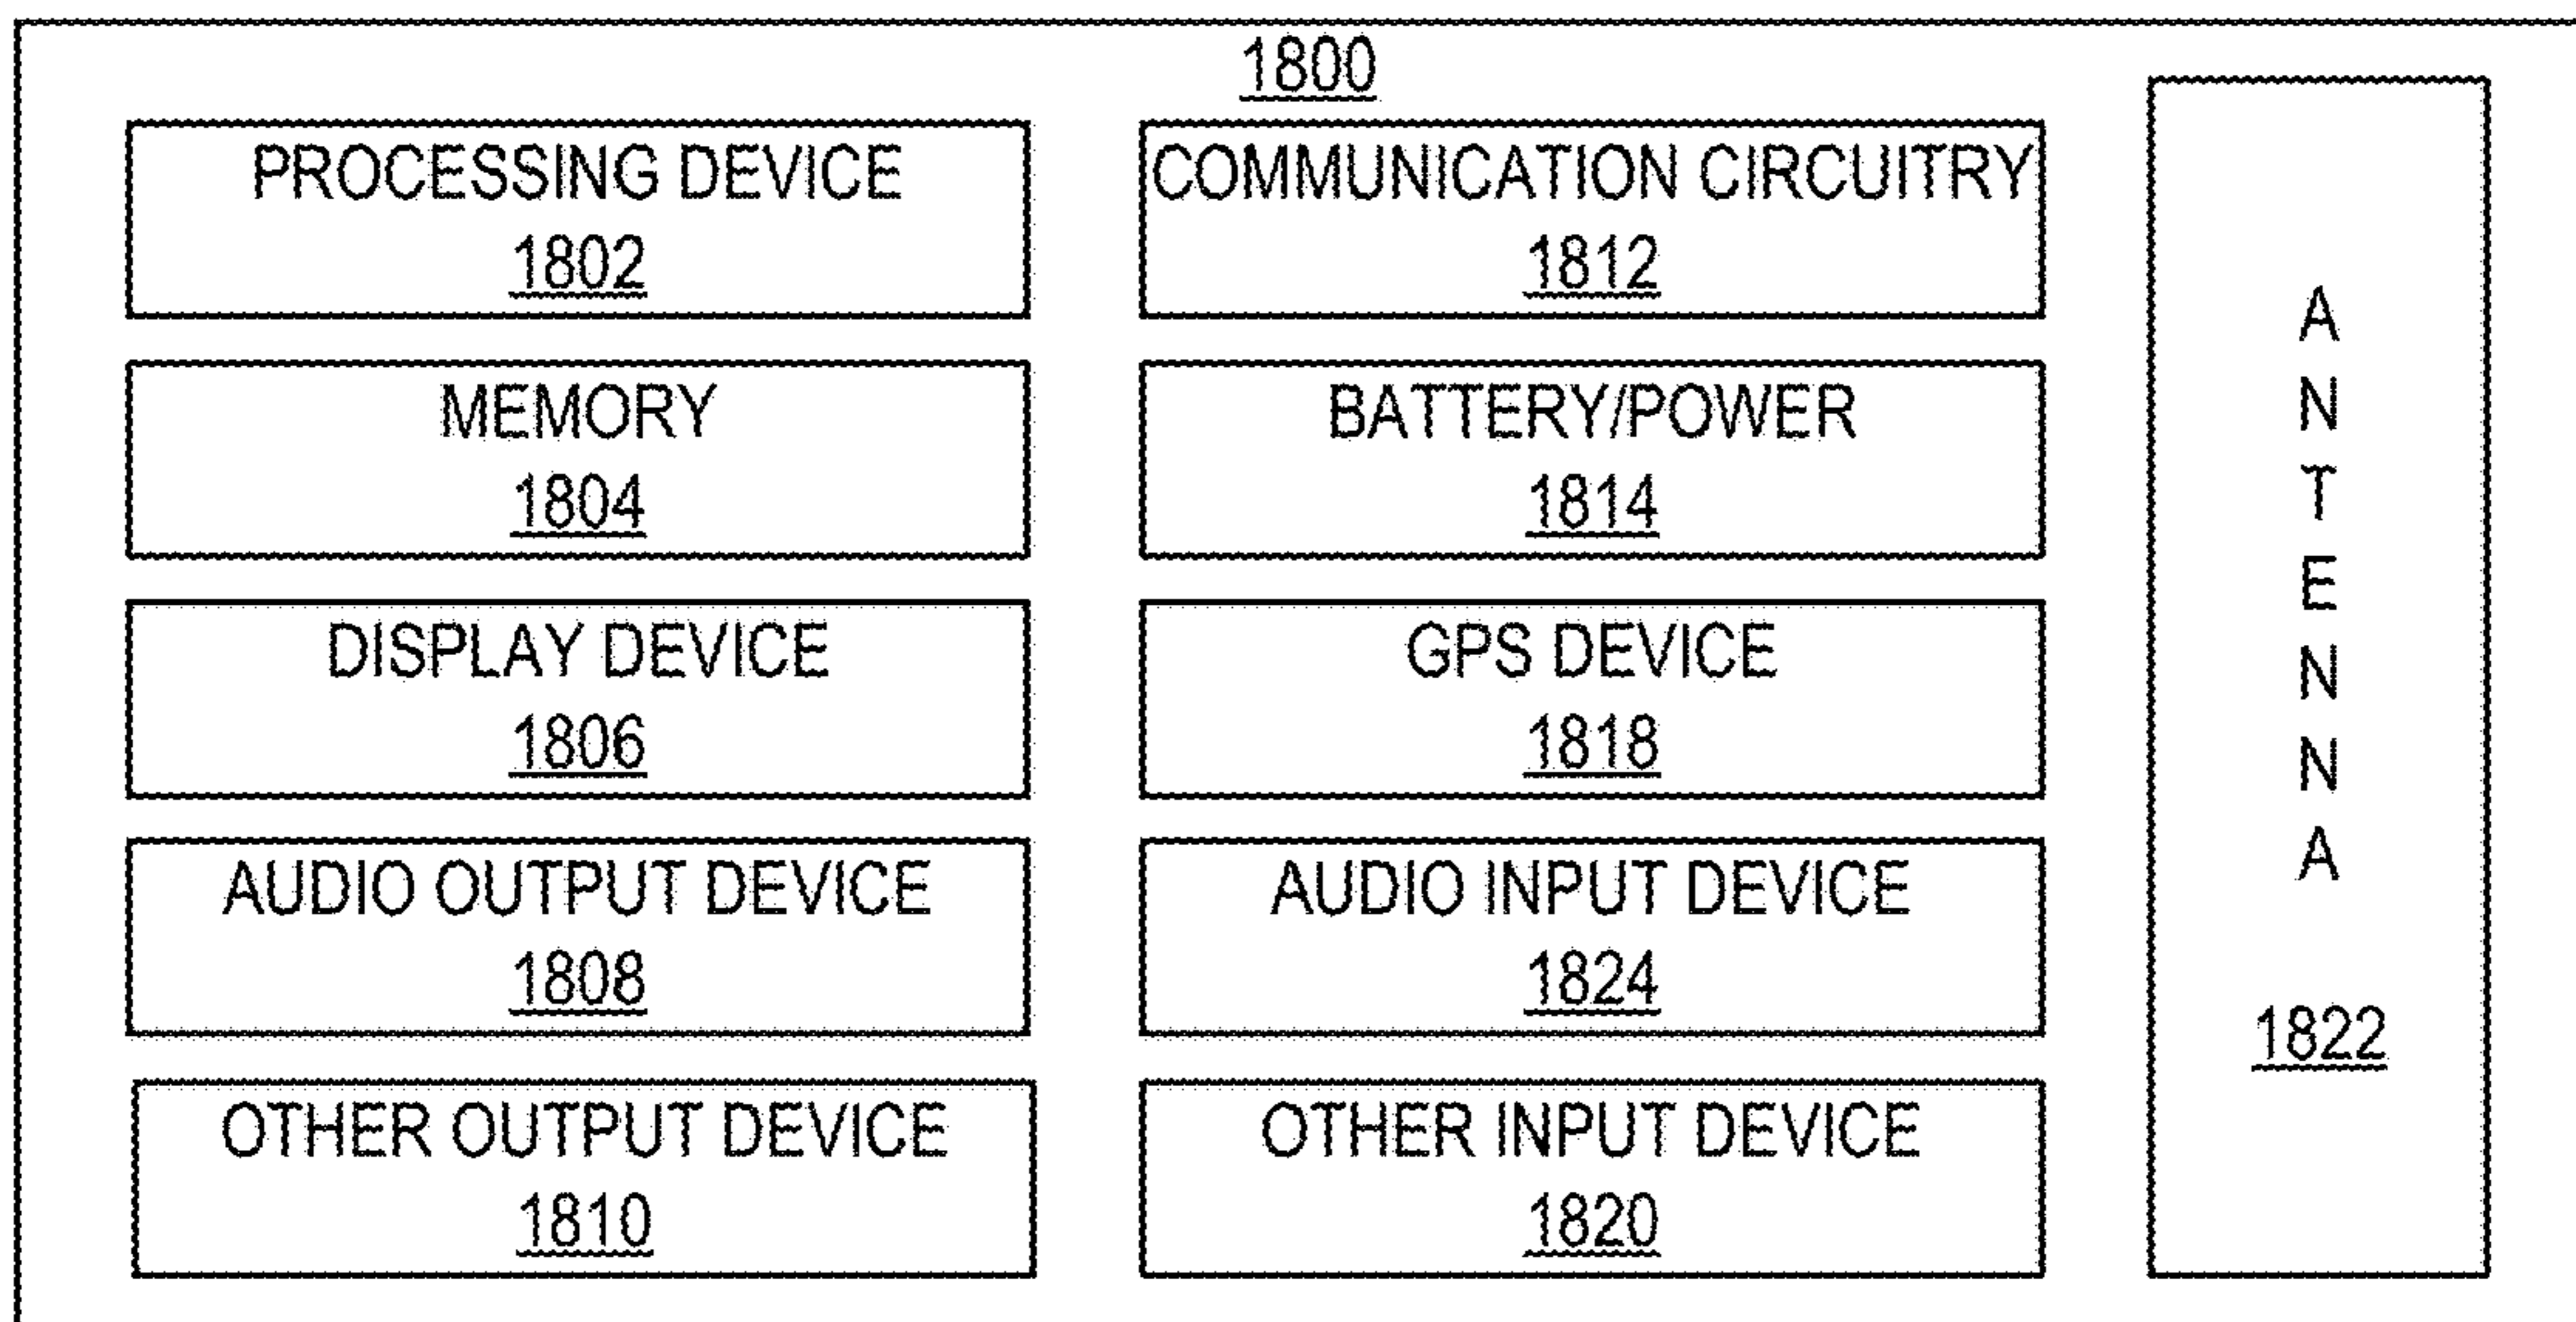 1800
PROCESSING DEVICE
1802
COMMUNICATION CIRCUITRY
1812
MEMORY
1804
BATTERY/POWER
1814
DISPLAY DEVICE
1806
GPS DEVICE
1818
AUDIO OUTPUT DEVICE
1808
AUDIO INPUT DEVICE
1824
OTHER OUTPUT DEVICE
1810
OTHER INPUT DEVICE
1820
ANTENNA
1822